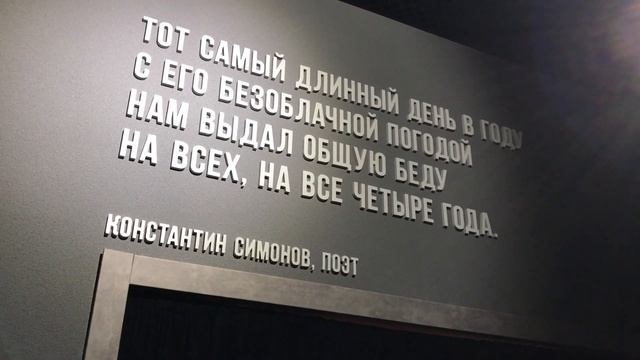 ТОТ САМЫЙ ДЛИННЫЙ ДЕНЬ В ГОДУ
С ЕГО БЕЗОБЛАЧНОЙ ПОГОДОЙ
НАМ ВЫДАЛ ОБЩУЮ БЕДУ
НА ВСЕХ, НА ВСЕ ЧЕТЫРЕ ГОДА.
КОНСТАНТИН СИМОНОВ, ПОЭТ